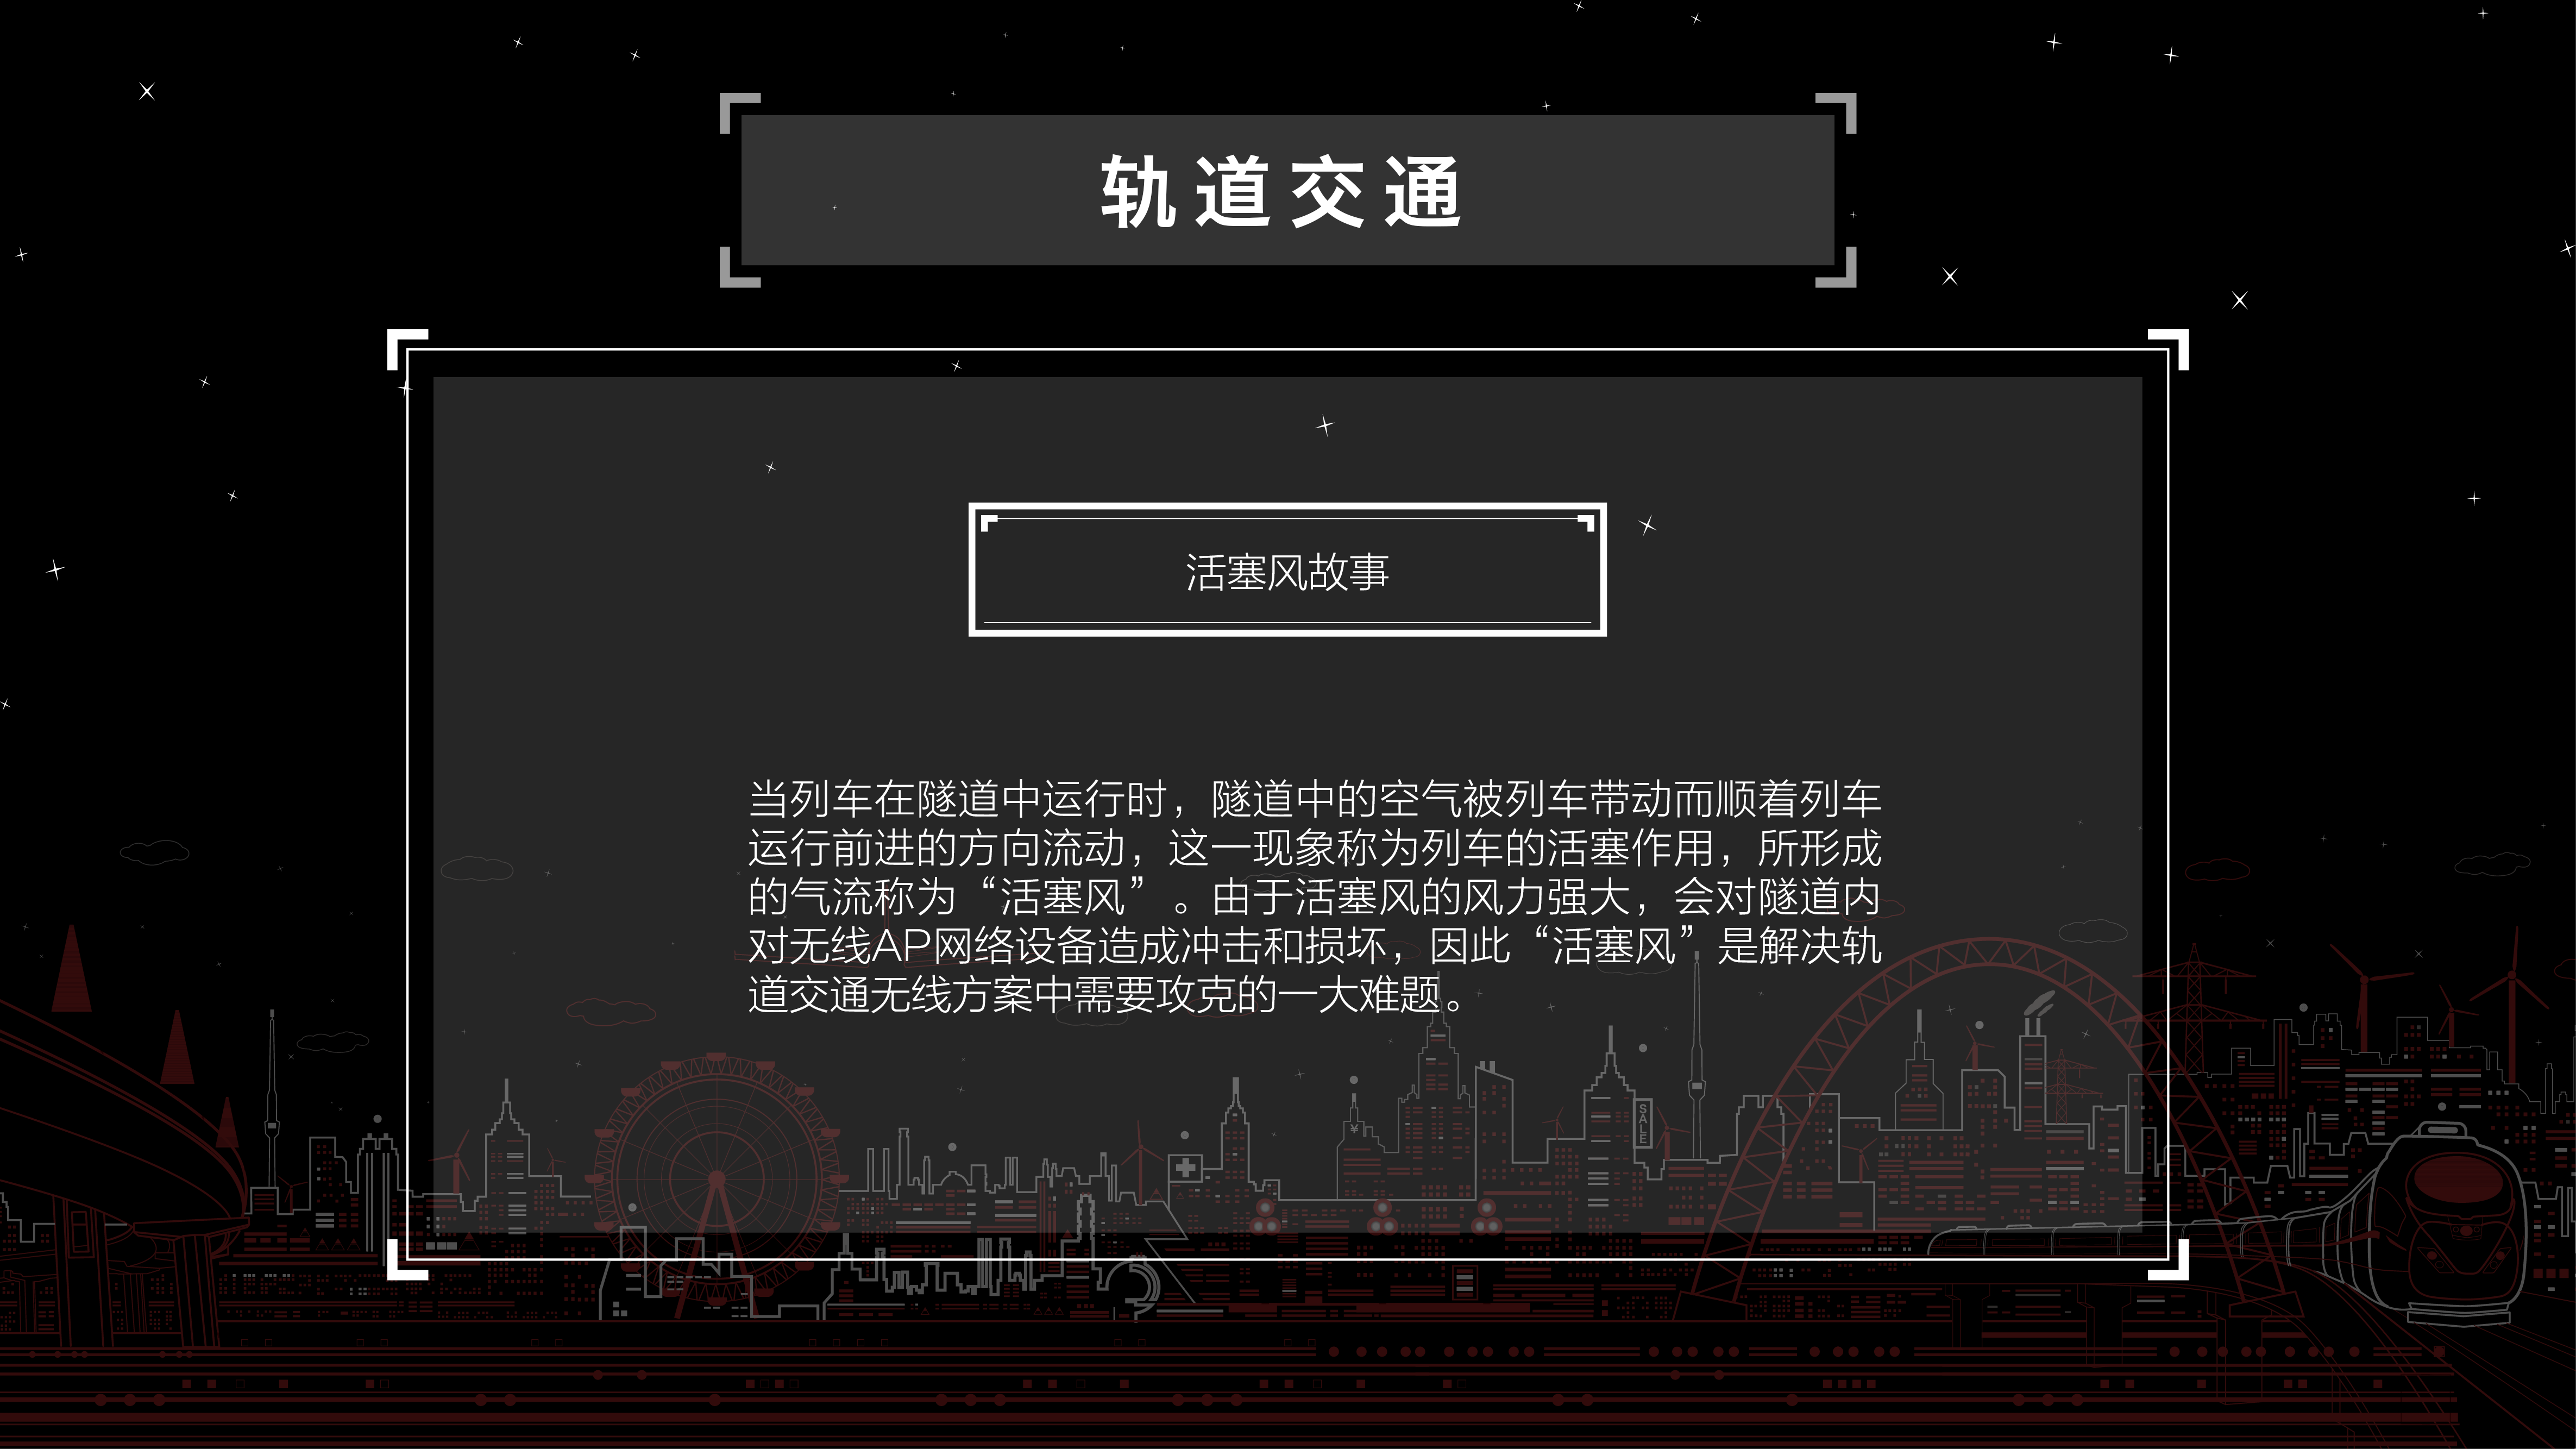 轨道交通
活塞风故事
当列车在隧道中运行时，隧道中的空气被列车带动而顺着列车
运行前进的方向流动，这一现象称为列车的活塞作用，所形成
的气流称为“活塞风”。由于活塞风的风力强大，会对隧道内
对无线AP网络设备造成冲击和损坏，因此“活塞风”是解决轨
道交通无线方案中需要攻克的一大难题。
¥
SALE